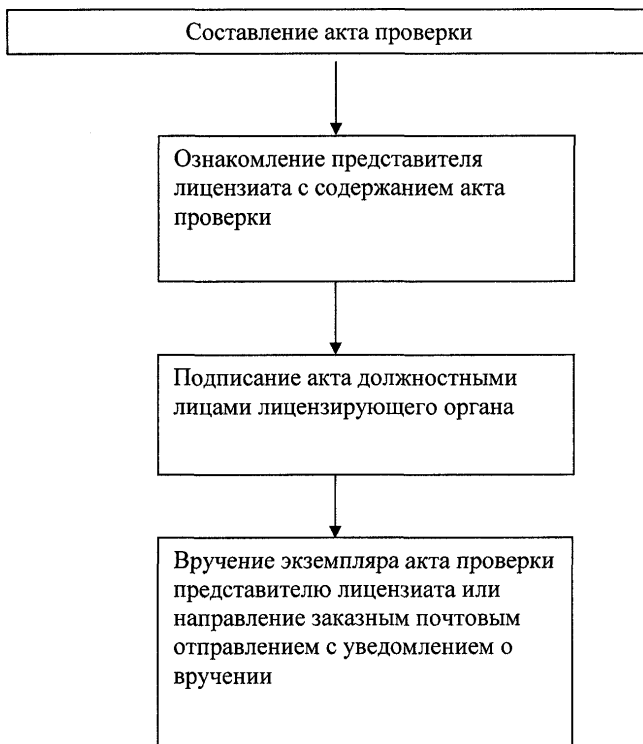 Составление акта проверки
Ознакомление представителя
лицензиата с содержанием акта
проверки
Подписание акта должностными
лицами лицензирующего органа
Вручение экземпляра акта проверки
представителю лицензиата или
направление заказным почтовым
отправлением с уведомлением о
вручении